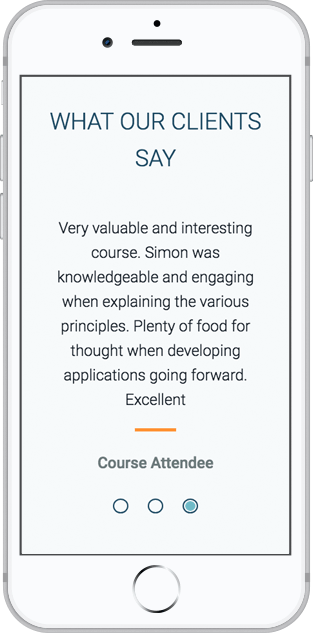 WHAT OUR CLIENTS
SAY
Very valuable and interesting
course. Simon was
knowledgeable and engaging
when explaining the various
principles. Plenty of food for
thought when developing
applications going forward.
Excellent
Course Attendee